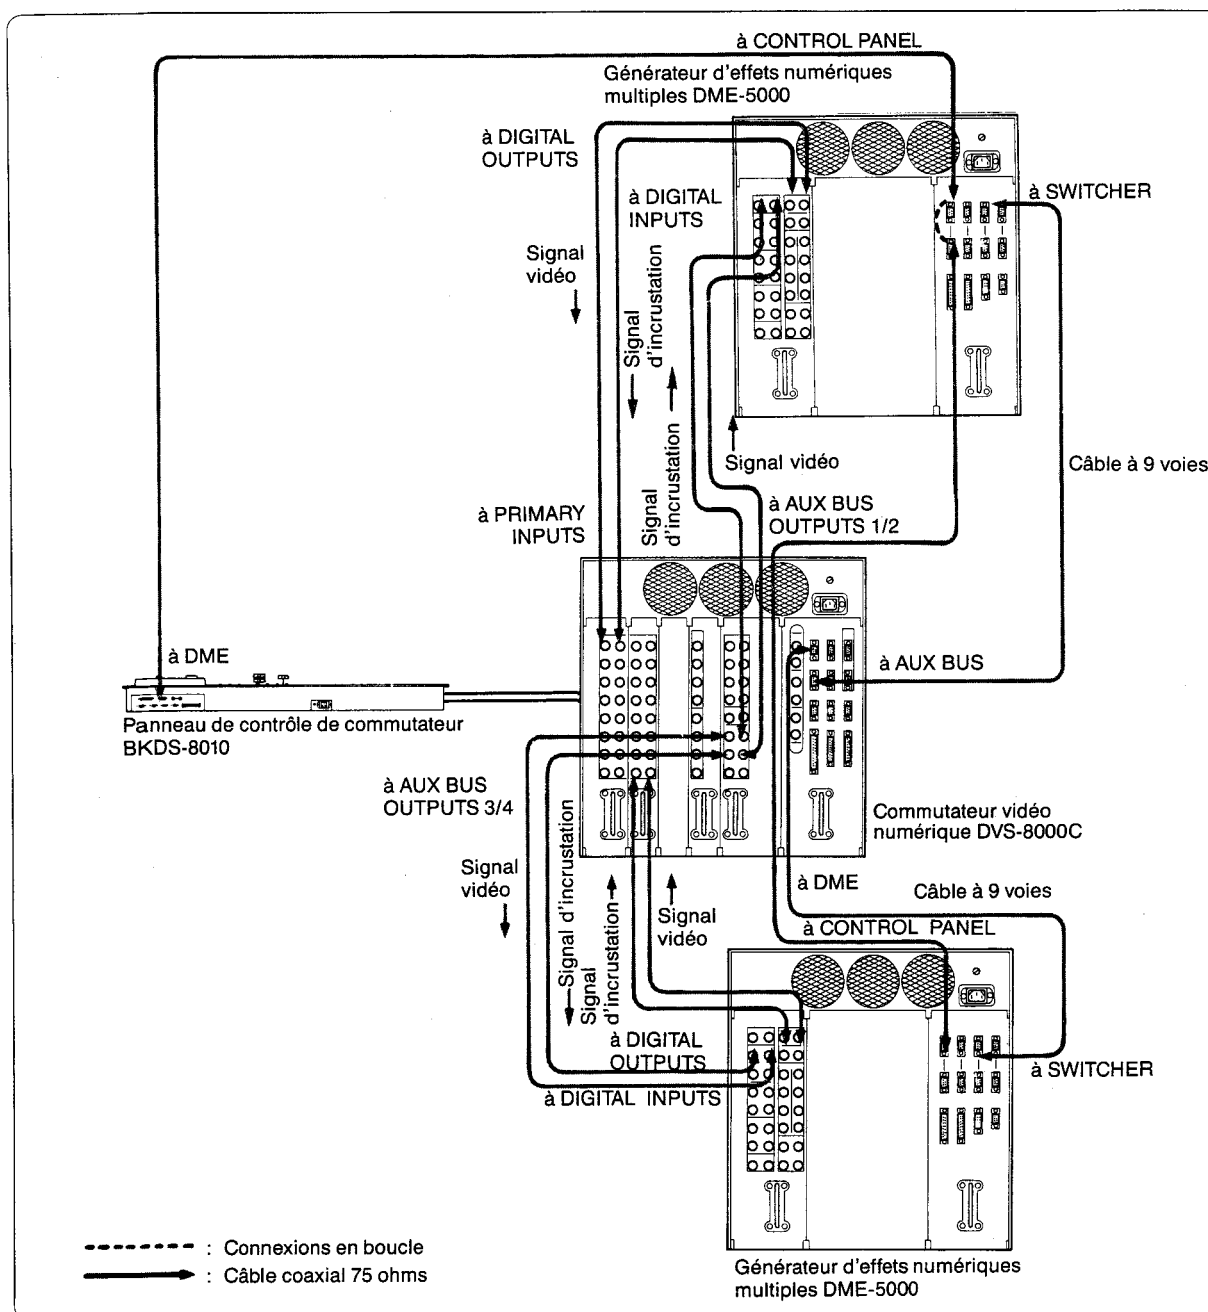 à CONTROL PANEL
Générateur d'effets numériques
multiples DME-5000
à DIGITAL
OUTPUTS
à DIGITAL
INPUTS
à SWITCHER
Signal
vidéo
Signal
d'incrustation
Signal
d'incrustation
Signal vidéo
Câble à 9 voies
à PRIMARY
INPUTS
à AUX BUS
OUTPUTS 1/2
à DME
à AUX BUS
Panneau de contrôle de commutateur
BKDS-8010
à AUX BUS
OUTPUTS 3/4
Commutateur vidéo
numérique DVS-8000C
Signal
vidéo
Signal d'incrustation
Signal
d'incrustation
Signal
vidéo
à DME
Câble à 9 voies
à CONTROL PANEL
à DIGITAL
OUTPUTS
à DIGITAL INPUTS
à SWITCHER
: Connexions en boucle
: Câble coaxial 75 ohms
Générateur d'effets numériques
multiples DME-5000